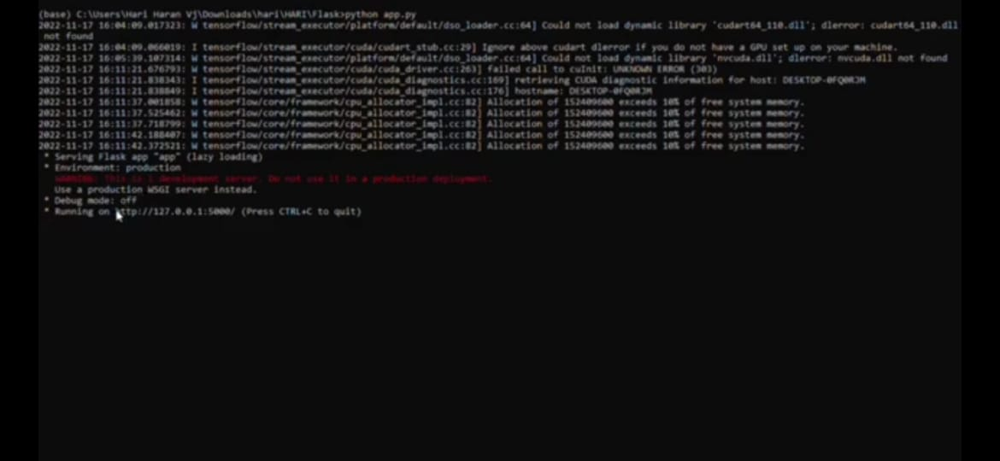 (base) C:\Users\Hari Haran Vj\Downloads\hari\HARI\Flask>python app.py
2022-11-17 16:04:09.017323: W tensorflow/stream_executor/platform/default/dso_loader.cc:64] Could not load dynamic library 'cudart64_110.dll'; dlerror: cudart64_110.dll
not found
2022-11-17 16:04:09.066019: I tensorflow/stream_executor/cuda/cudart_stub.cc:29] Ignore above cudart dlerror if you do not have a GPU set up on your machine.
2022-11-17 16:05:39.107314: W tensorflow/stream_executor/platform/default/dso_loader.cc:64] Could not load dynamic library 'nvcuda.dll'; dlerror: nvcuda.dll not found
2022-11-17 16:11:21.676793: W tensorflow/stream_executor/cuda/cuda_driver.cc:263] failed call to cuInit: UNKNOWN ERROR (303)
2022-11-17 16:11:21.838343: I tensorflow/stream_executor/cuda/cuda_diagnostics.cc:169] retrieving CUDA diagnostic information for host: DESKTOP-0FQ0RJM
2022-11-17 16:11:21.838849: I tensorflow/stream_executor/cuda/cuda_diagnostics.cc:176] hostname: DESKTOP-0FQ0RJM
2022-11-17 16:11:37.001858: W tensorflow/core/framework/cpu_allocator_impl.cc:82] Allocation of 152409600 exceeds 10% of free system memory.
2022-11-17 16:11:37.525462: W tensorflow/core/framework/cpu_allocator_impl.cc:82] Allocation of 152409600 exceeds 10% of free system memory.
2022-11-17 16:11:37.718799: W tensorflow/core/framework/cpu_allocator_impl.cc:82] Allocation of 152409600 exceeds 10% of free system memory.
2022-11-17 16:11:42.188407: W tensorflow/core/framework/cpu_allocator_impl.cc:82] Allocation of 152409600 exceeds 10% of free system memory.
2022-11-17 16:11:42.372521: W tensorflow/core/framework/cpu_allocator_impl.cc:82] Allocation of 152409600 exceeds 10% of free system memory.
* Serving Flask app "app" (lazy loading)
* Environment: production
WARNING: This is a development server. Do not use it in a production deployment.
Use a production WSGI server instead.
* Debug mode: off
* Running on http://127.0.0.1:5000/ (Press CTRL+C to quit)